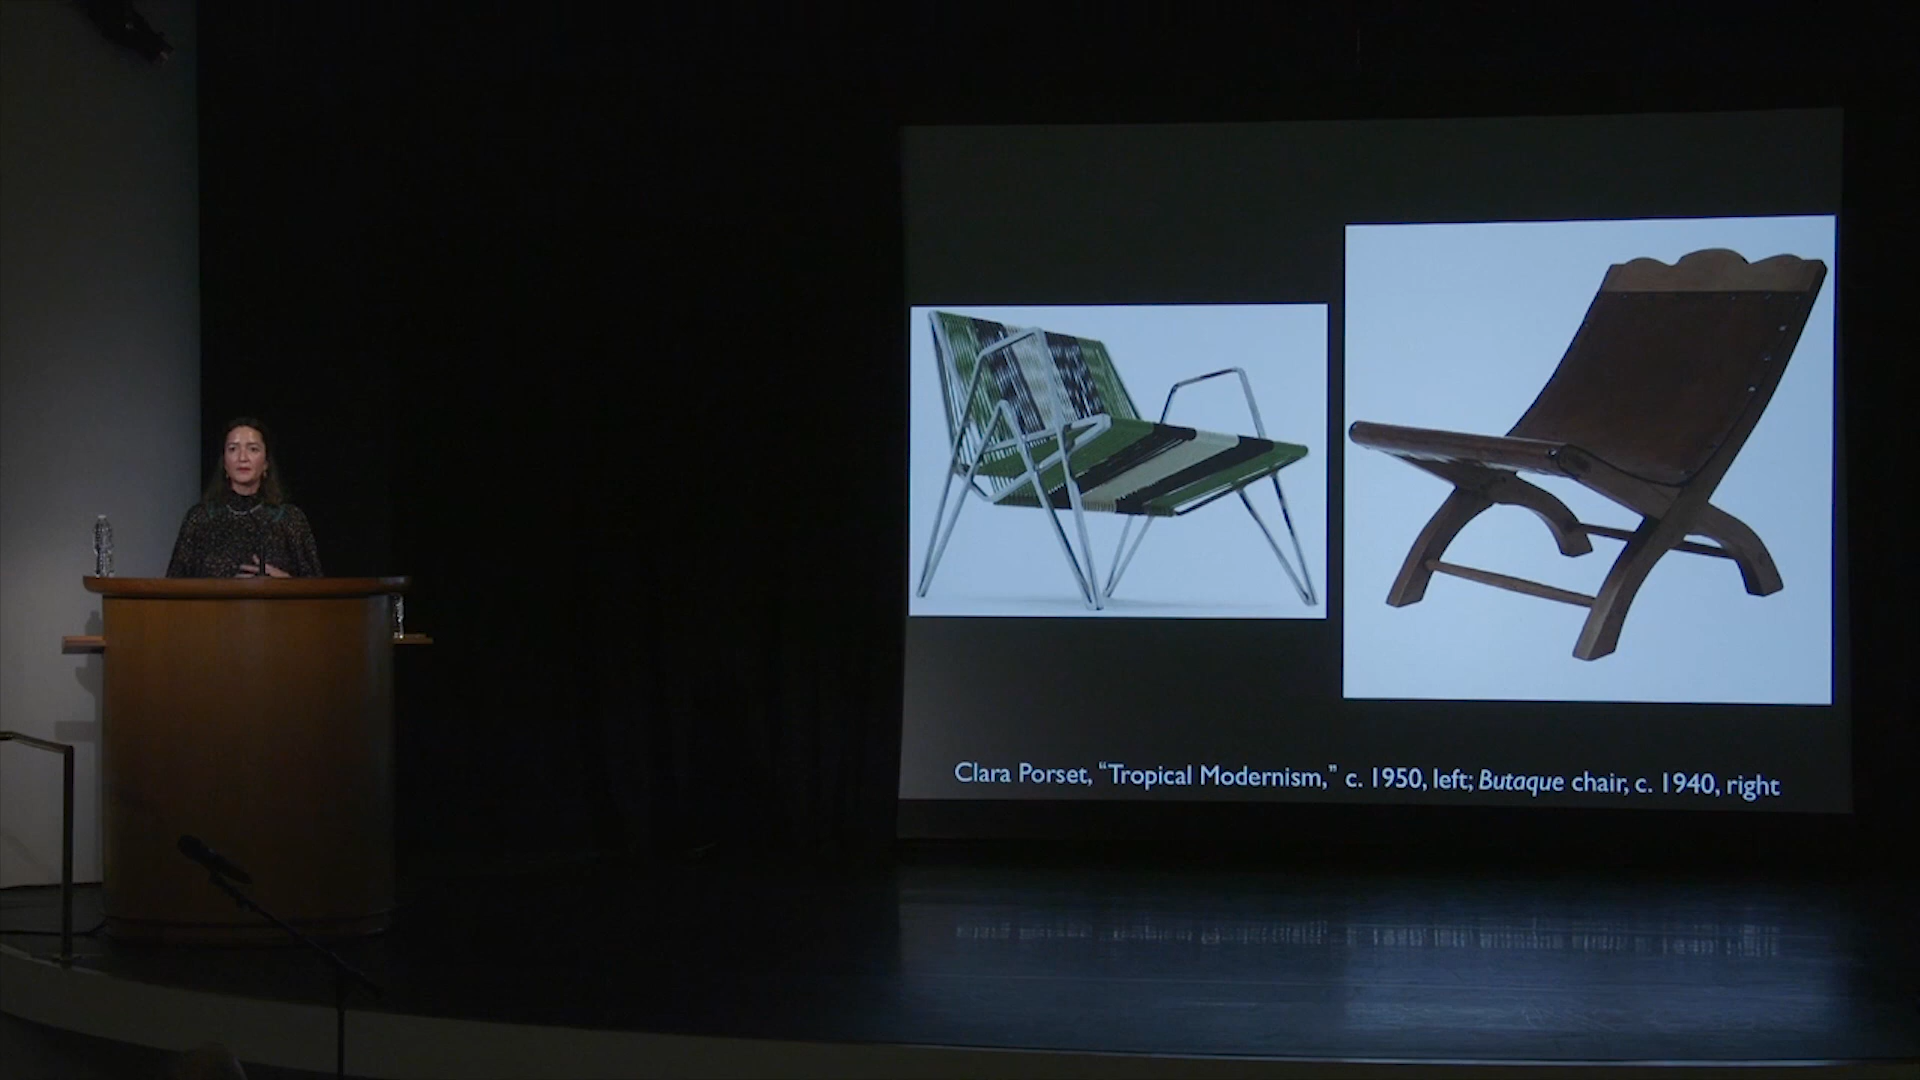 Clara Porset, “Tropical Modernism,” c. 1950, left; Butaque chair, c. 1940, right